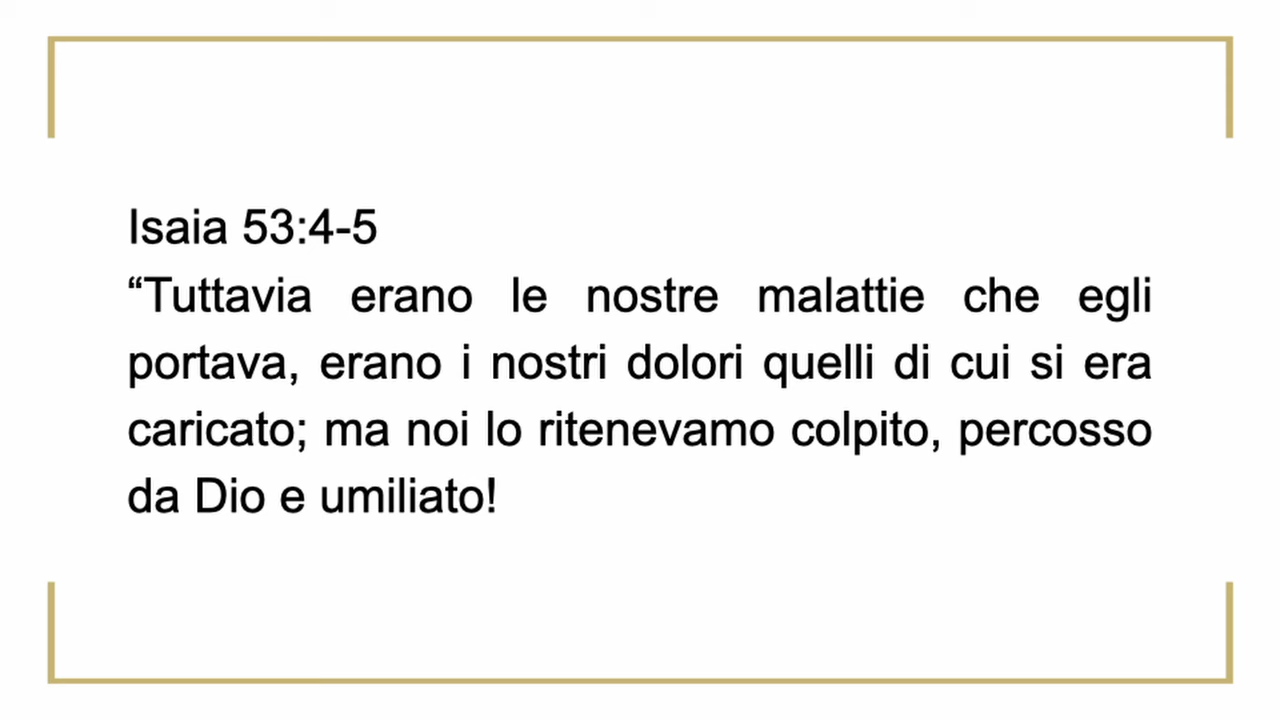 Isaia 53:4-5
“Tuttavia erano le nostre malattie che egli
portava, erano i nostri dolori quelli di cui si era
caricato; ma noi lo ritenevamo colpito, percosso
da Dio e umiliato!